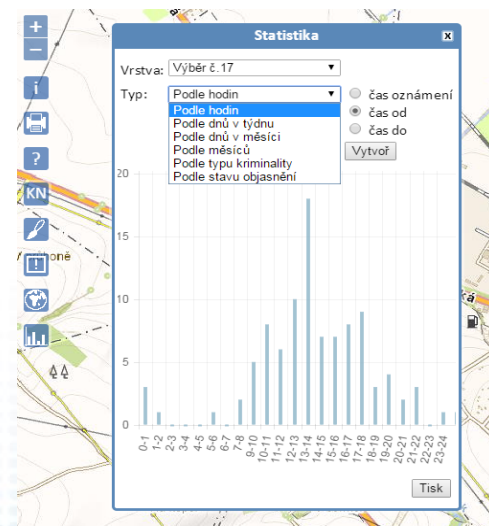 Statistika x
Vrstva: Výběr č.17
Typ: Podle hodin
čas oznámení
Podle hodin
čas od
Podle dnů v týdnu
čas do
Podle dnů v měsíci
Vytvoř
Podle měsíců
Podle typu kriminality
Podle stavu objasnění
20
15
10
5
0
0-1 1-2 2-3 3-4 4-5 5-6 6-7 7-8 8-9 9-10 10-11 11-12 12-13 13-14 14-15 15-16 16-17 17-18 18-19 19-20 20-21 21-22 22-23 23-24
Tisk
+
−
i
?
KN